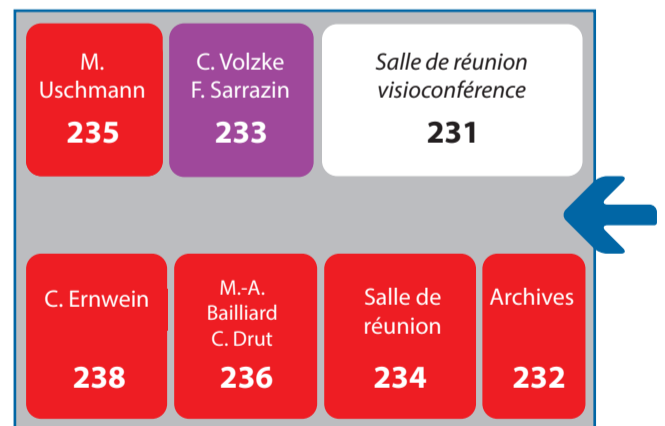 M.
Uschmann
235
C. Volzke
F. Sarrazin
233
Salle de réunion
visioconférence
231
C. Ernwein
238
M.-A.
Bailliard
C. Drut
236
Salle de
réunion
234
Archives
232